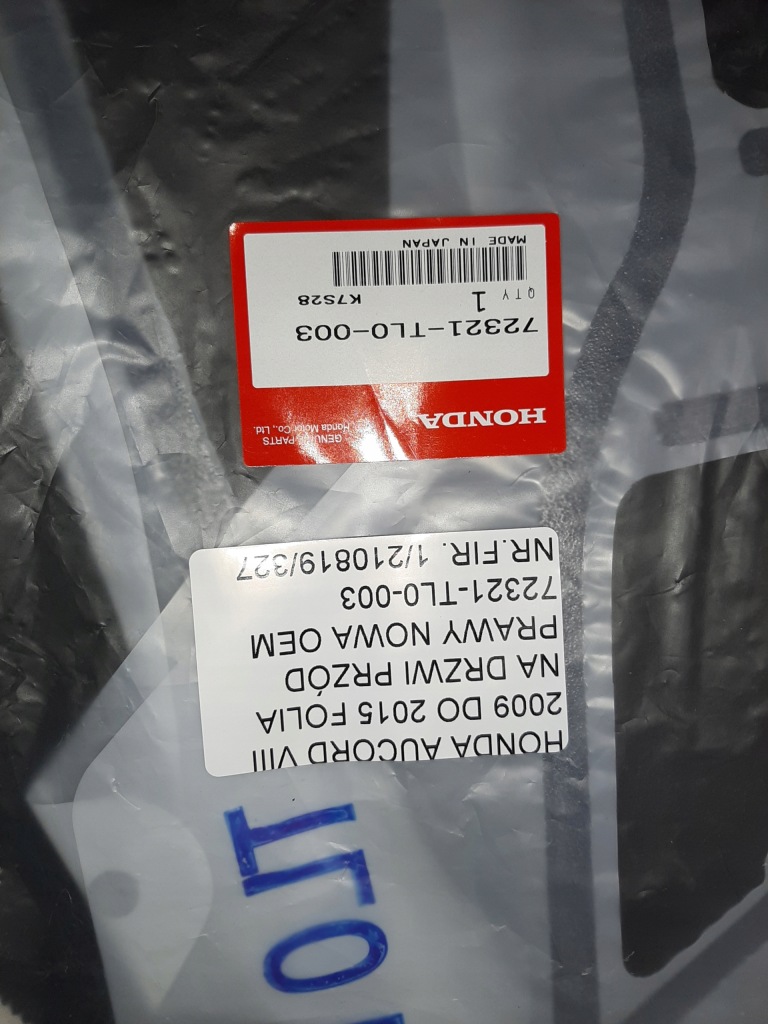 HONDA
GENUINE PARTS
Honda Motor Co., Ltd.
72321-TL0-003
QTY 1 K7S28
MADE IN JAPAN
HONDA AUCORD VIII
2009 DO 2015 FOLIA
NA DRZWI PRZÓD
PRAWY NOWA OEM
72321-TL0-003
NR.FIR. 1/210819/327